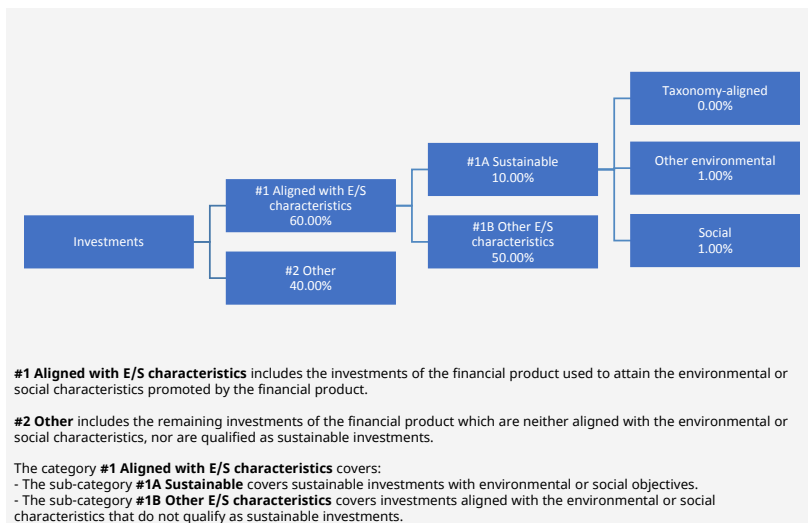 Investments
#1 Aligned with E/S
characteristics
60.00%
#2 Other
40.00%
#1A Sustainable
10.00%
#1B Other E/S
characteristics
50.00%
Taxonomy-aligned
0.00%
Other environmental
1.00%
Social
1.00%
#1 Aligned with E/S characteristics includes the investments of the financial product used to attain the environmental or
social characteristics promoted by the financial product.
#2 Other includes the remaining investments of the financial product which are neither aligned with the environmental or
social characteristics, nor are qualified as sustainable investments.
The category #1 Aligned with E/S characteristics covers:
- The sub-category #1A Sustainable covers sustainable investments with environmental or social objectives.
- The sub-category #1B Other E/S characteristics covers investments aligned with the environmental or social
characteristics that do not qualify as sustainable investments.